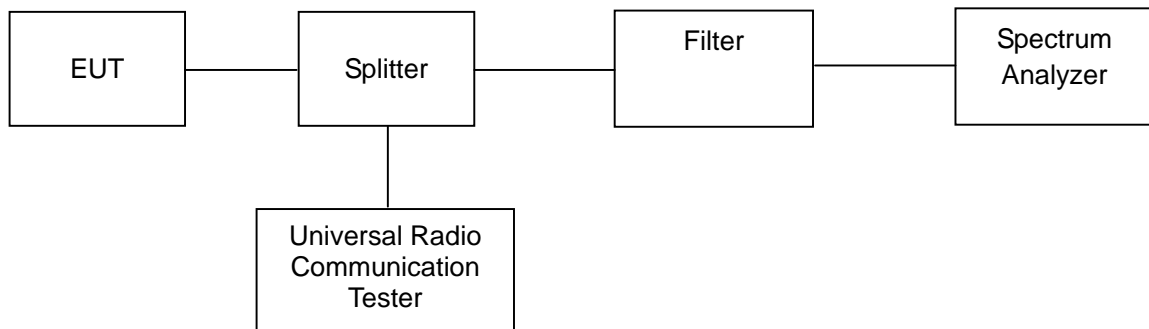 EUT
Splitter
Filter
Spectrum
Analyzer
Universal Radio
Communication
Tester